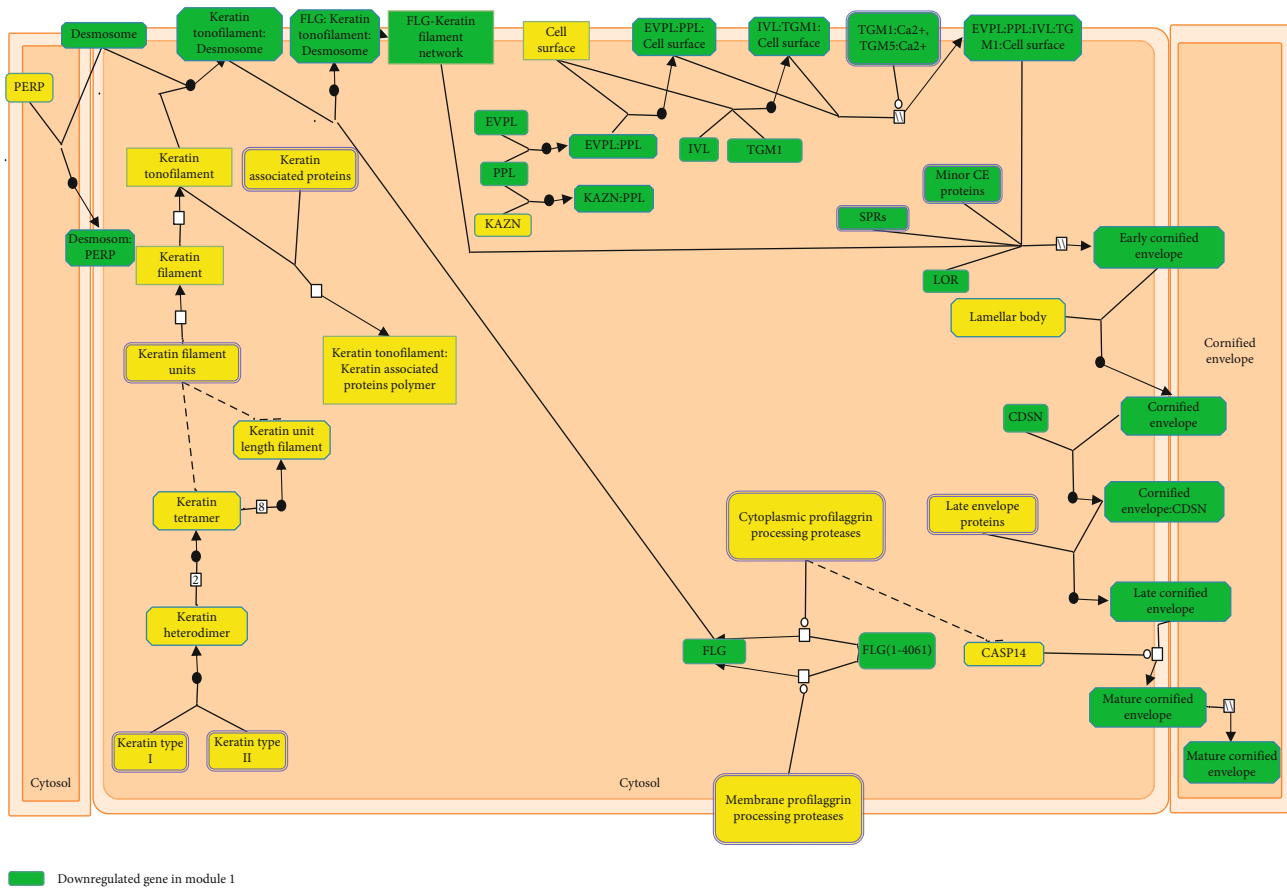 Desmosome
Keratin
tonofilament:
Desmosome
FLG: Keratin
tonofilament:
Desmosome
FLG-Keratin
filament
network
Cell
surface
EVPL:PPL:
Cell surface
IVL:TGM1:
Cell surface
TGM1:Ca2+,
TGM5:Ca2+
EVPL:PPL:IVL:TG
M1:Cell surface
PERP
Keratin
tonofilament
Keratin
associated proteins
EVPL
PPL
KAZN
EVPL:PPL
KAZN:PPL
IVL
TGM1
Minor CE
proteins
SPRs
LOR
Early cornified
envelope
Desmosom:
PERP
Keratin
filament
Lamellar body
Cornified
envelope
Keratin filament
units
Keratin tonofilament:
Keratin associated
proteins polymer
Keratin unit
length filament
CDSN
Cornified
envelope
Keratin
tetramer
8
Cytoplasmic profilaggrin
processing proteases
Late envelope
proteins
Cornified
envelope:CDSN
2
Keratin
heterodimer
Late cornified
envelope
FLG
FLG(1-4061)
CASP14
Keratin type
I
Keratin type
II
Mature cornified
envelope
Mature cornified
envelope
Cytosol
Cytosol
Membrane profilaggrin
processing proteases
Downregulated gene in module 1